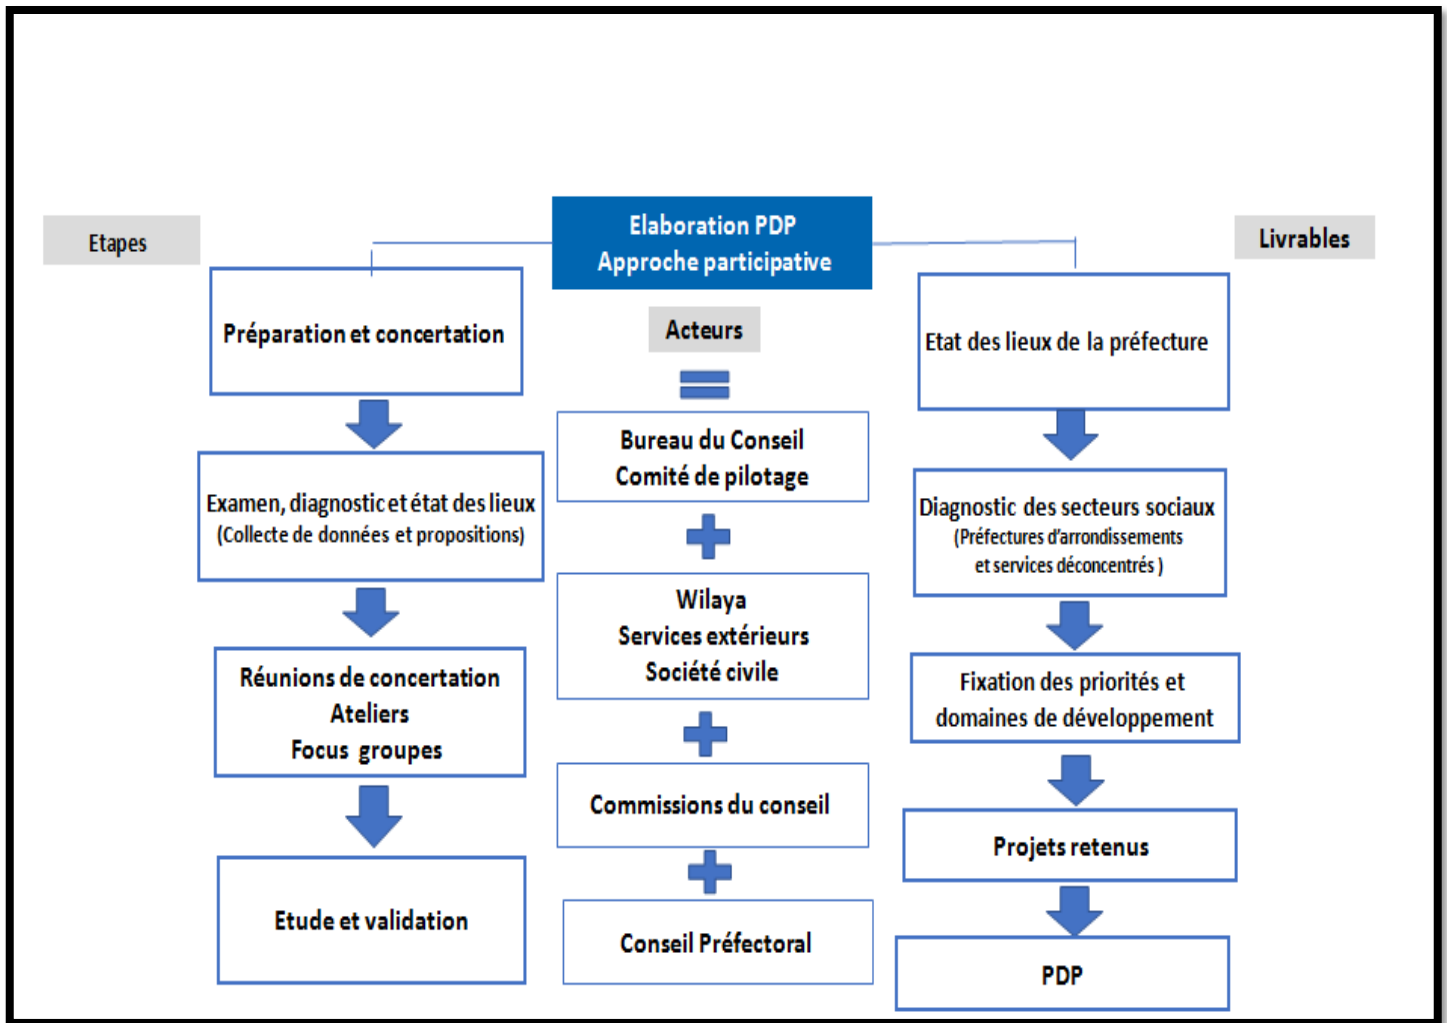 Elaboration PDP
Approche participative
Etapes
Préparation et concertation
Examen, diagnostic et état des lieux
(Collecte de données et propositions)
Réunions de concertation
Ateliers
Focus groupes
Etude et validation
Acteurs
Bureau du Conseil
Comité de pilotage
Wilaya
Services extérieurs
Société civile
Commissions du conseil
Conseil Préfectoral
Livrables
Etat des lieux de la préfecture
Diagnostic des secteurs sociaux
(Préfectures d'arrondissements
et services déconcentrés )
Fixation des priorités et
domaines de développement
Projets retenus
PDP